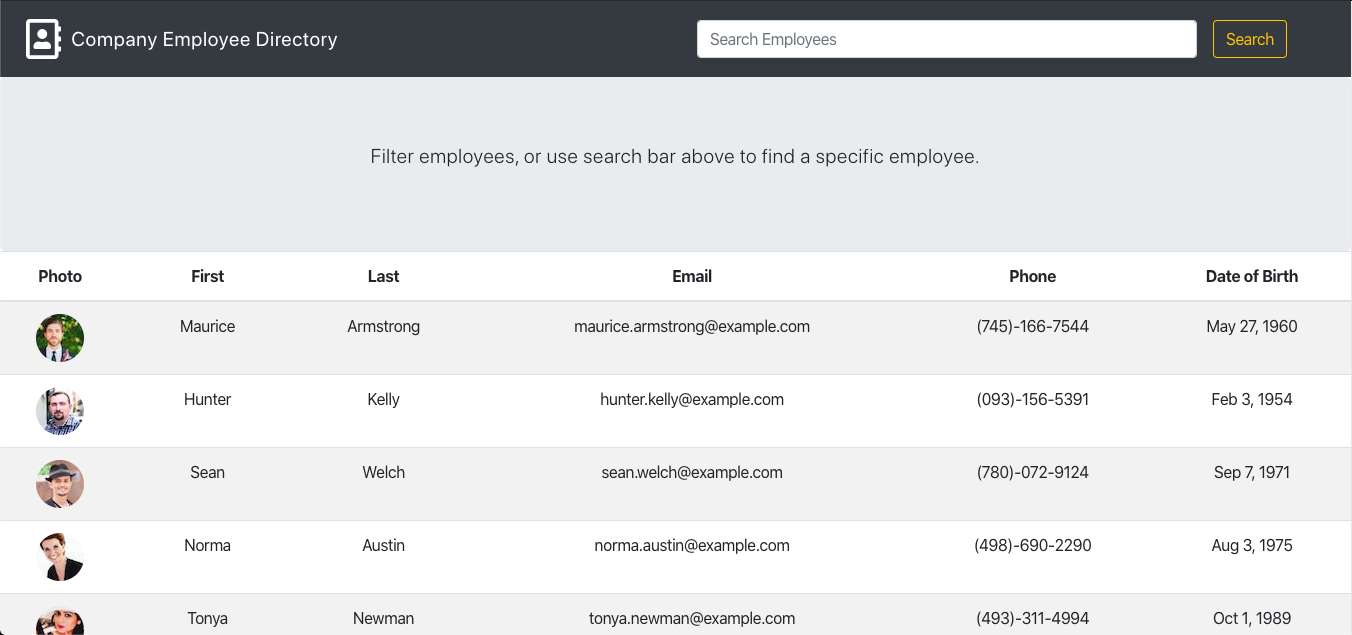 Company Employee Directory Search Employees Search
Filter employees, or use search bar above to find a specific employee.
Photo First Last Email Phone Date of Birth
Maurice Armstrong maurice.armstrong@example.com (745)-166-7544 May 27, 1960
Hunter Kelly hunter.kelly@example.com (093)-156-5391 Feb 3, 1954
Sean Welch sean.welch@example.com (780)-072-9124 Sep 7, 1971
Norma Austin norma.austin@example.com (498)-690-2290 Aug 3, 1975
Tonya Newman tonya.newman@example.com (493)-311-4994 Oct 1, 1989